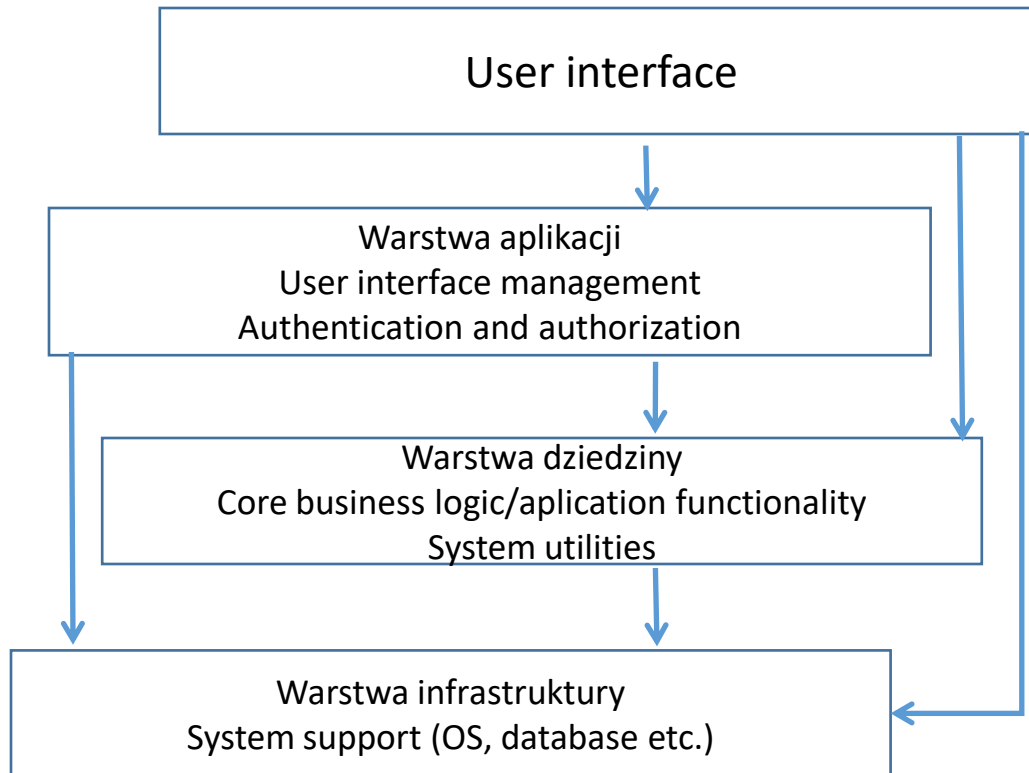 User interface
Warstwa aplikacji
User interface management
Authentication and authorization
Warstwa dziedziny
Core business logic/aplication functionality
System utilities
Warstwa infrastruktury
System support (OS, database etc.)